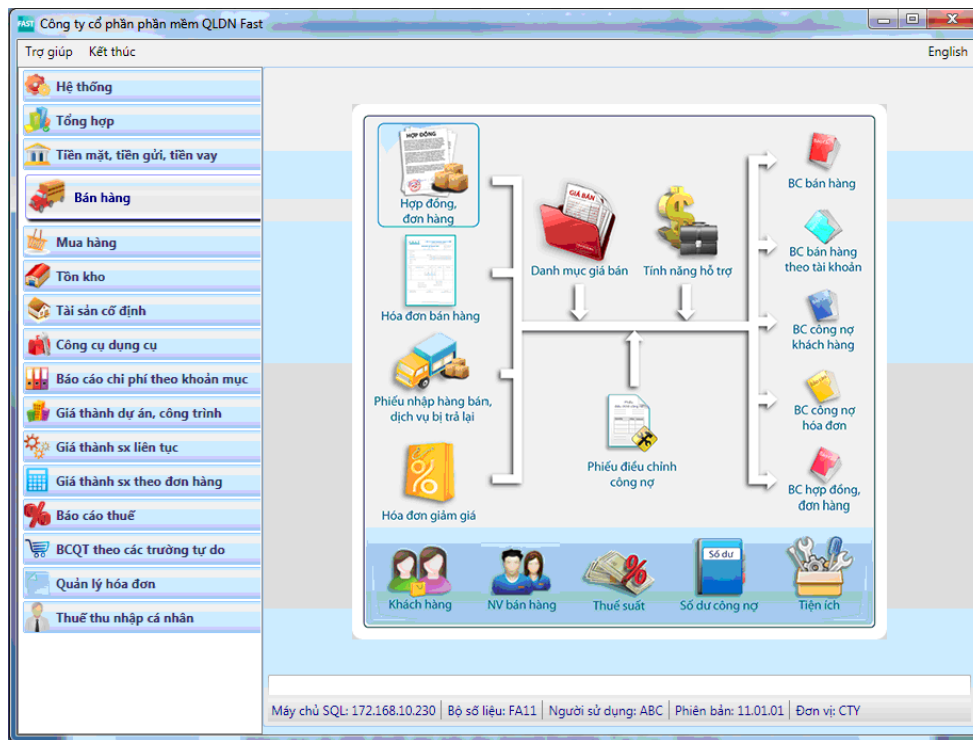 FAST Công ty cổ phần phần mềm QLDN Fast
Trợ giúp Kết thúc English
Hệ thống
Tổng hợp
Tiền mặt, tiền gửi, tiền vay
Bán hàng
Mua hàng
Tồn kho
Tài sản cố định
Công cụ dụng cụ
Báo cáo chi phí theo khoản mục
Giá thành dự án, công trình
Giá thành sx liên tục
Giá thành sx theo đơn hàng
Báo cáo thuế
BCQT theo các trường tự do
Quản lý hóa đơn
Thuế thu nhập cá nhân
HỢP ĐỒNG
Hợp đồng,
đơn hàng
Hóa đơn bán hàng
Phiếu nhập hàng bán,
dịch vụ bị trả lại
Hóa đơn giảm giá
GIÁ BÁN
Danh mục giá bán
Tính năng hỗ trợ
Phiếu điều chỉnh
công nợ
BC bán hàng
BC bán hàng
theo tài khoản
BC công nợ
khách hàng
BC công nợ
hóa đơn
BC hợp đồng,
đơn hàng
Khách hàng
NV bán hàng
Thuế suất
Số dư
Số dư công nợ
Tiện ích
Máy chủ SQL: 172.168.10.230 Bộ số liệu: FA11 Người sử dụng: ABC Phiên bản: 11.01.01 Đơn vị: CTY